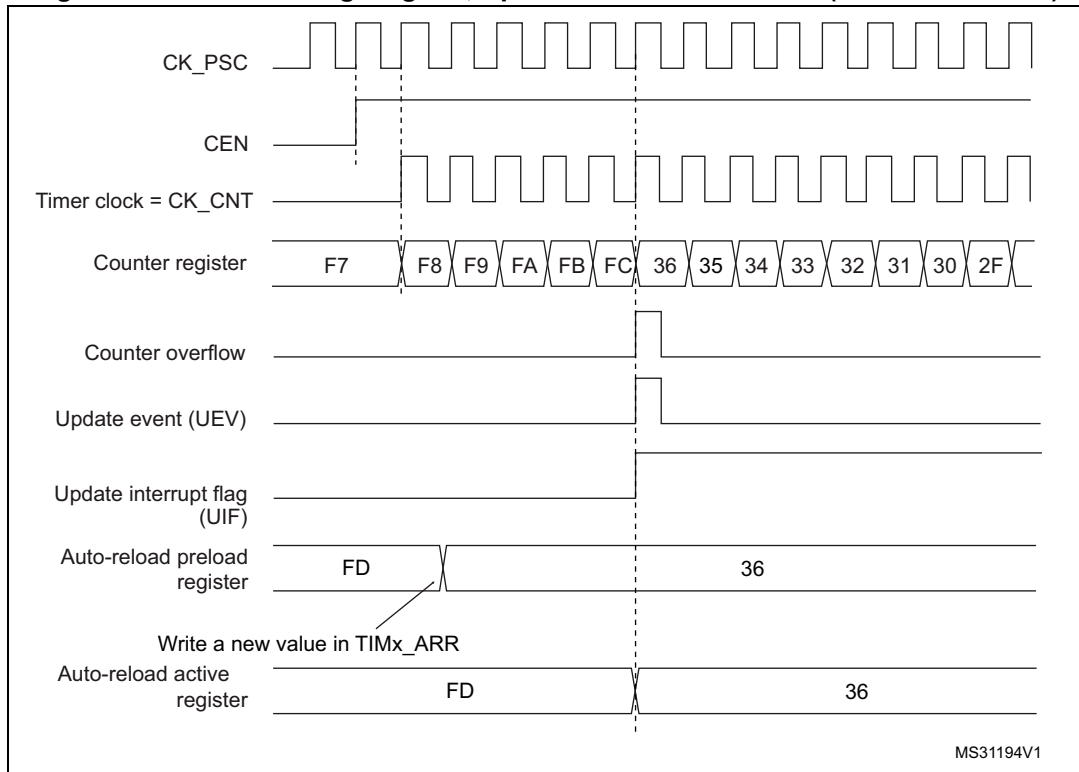 CK_PSC
CEN
Timer clock = CK_CNT
Counter register F7 F8 F9 FA FB FC 36 35 34 33 32 31 30 2F
Counter overflow
Update event (UEV)
Update interrupt flag
(UIF)
Auto-reload preload
register
FD 36
Write a new value in TIMx_ARR
Auto-reload active
register
FD 36
MS31194V1